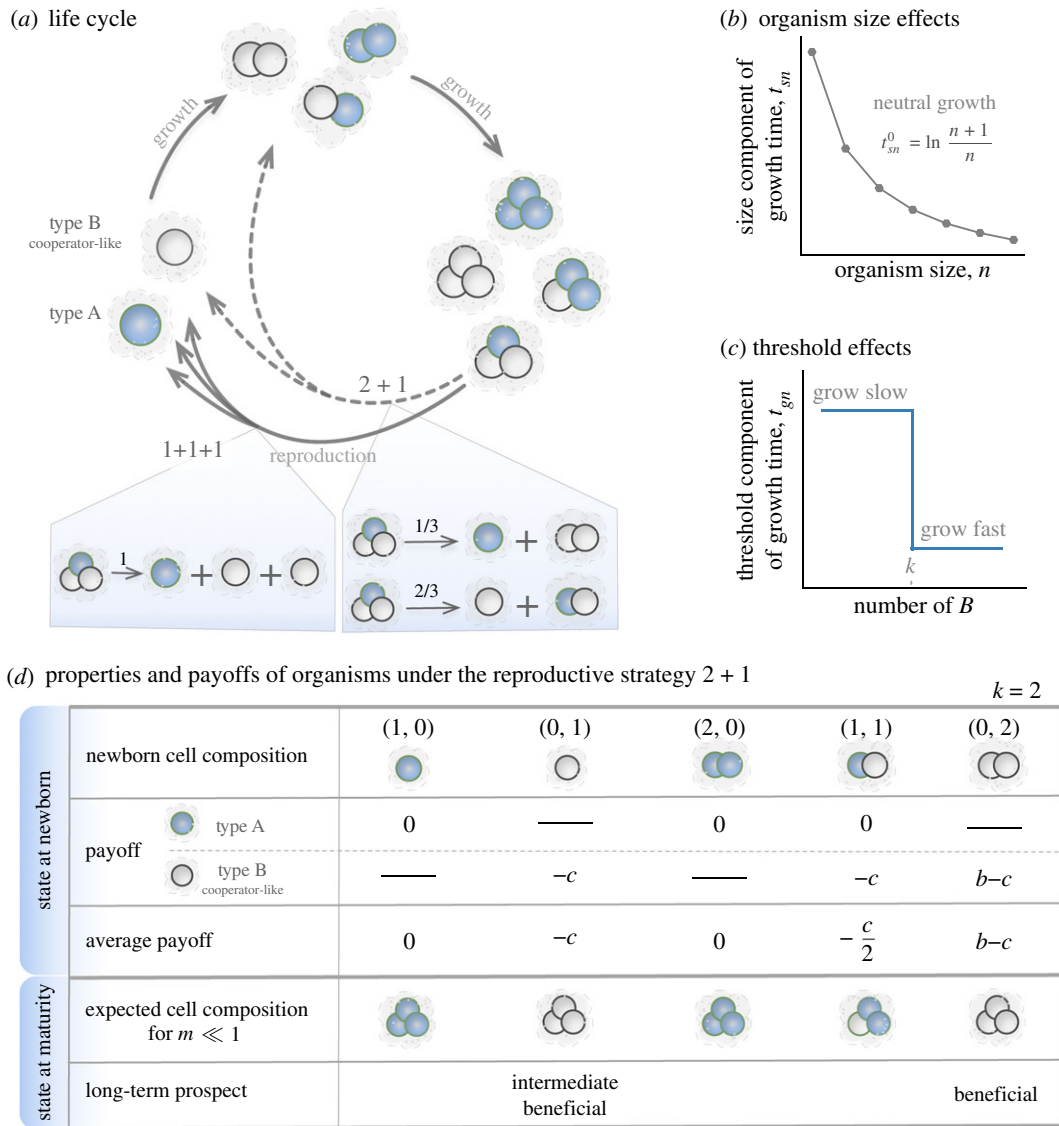 (a) life cycle
growth
growth
type B
cooperator-like
type A
2 + 1
1+1+1
reproduction
1
1/3
2/3
(b) organism size effects
size component of
growth time, t_sn
neutral growth
t^0_sn = ln (n + 1)/n
organism size, n
(c) threshold effects
threshold component
of growth time, t_gn
grow slow
grow fast
k
number of B
(d) properties and payoffs of organisms under the reproductive strategy 2 + 1
k = 2
state at newborn
newborn cell composition
(1, 0) (0, 1) (2, 0) (1, 1) (0, 2)
payoff
type A
0 — 0 0 —
type B
cooperator-like
— −c — −c b−c
average payoff
0 −c 0 −c/2 b−c
state at maturity
expected cell composition
for m ≪ 1
long-term prospect
intermediate
beneficial
beneficial